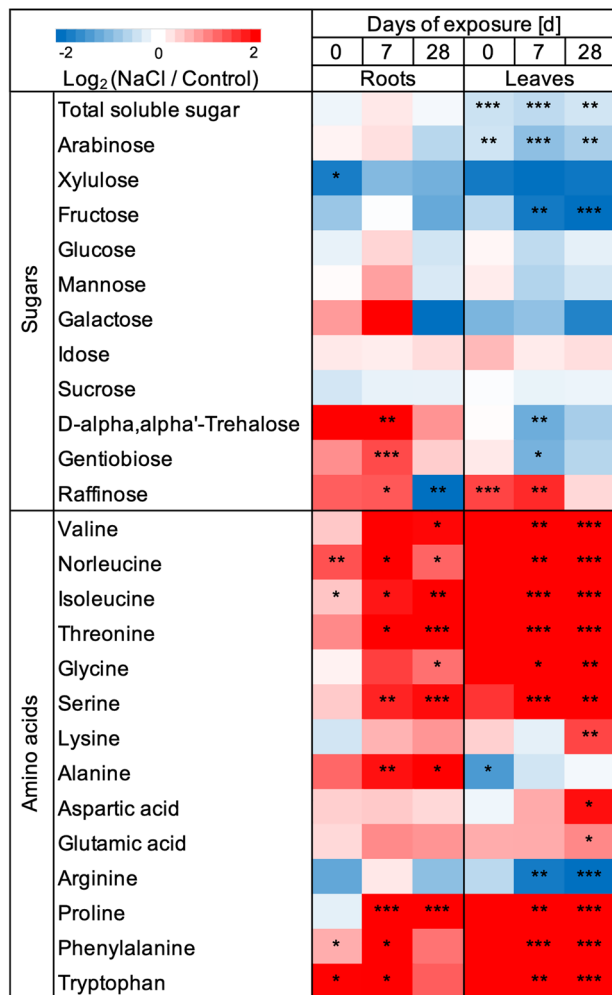 Days of exposure [d]
-2 0 2
0 7 28 0 7 28
Log2 (NaCl / Control)
Roots Leaves
Sugars
Total soluble sugar *** *** **
Arabinose ** *** **
Xylulose *
Fructose ** ***
Glucose
Mannose
Galactose
Idose
Sucrose
D-alpha,alpha'-Trehalose ** **
Gentiobiose *** *
Raffinose * ** *** **
Amino acids
Valine * ** ***
Norleucine ** * * ** ***
Isoleucine * * ** *** ***
Threonine * *** *** ***
Glycine * * **
Serine ** *** *** **
Lysine **
Alanine ** * *
Aspartic acid *
Glutamic acid *
Arginine ** ***
Proline *** *** ** ***
Phenylalanine * * *** ***
Tryptophan * * ** ***